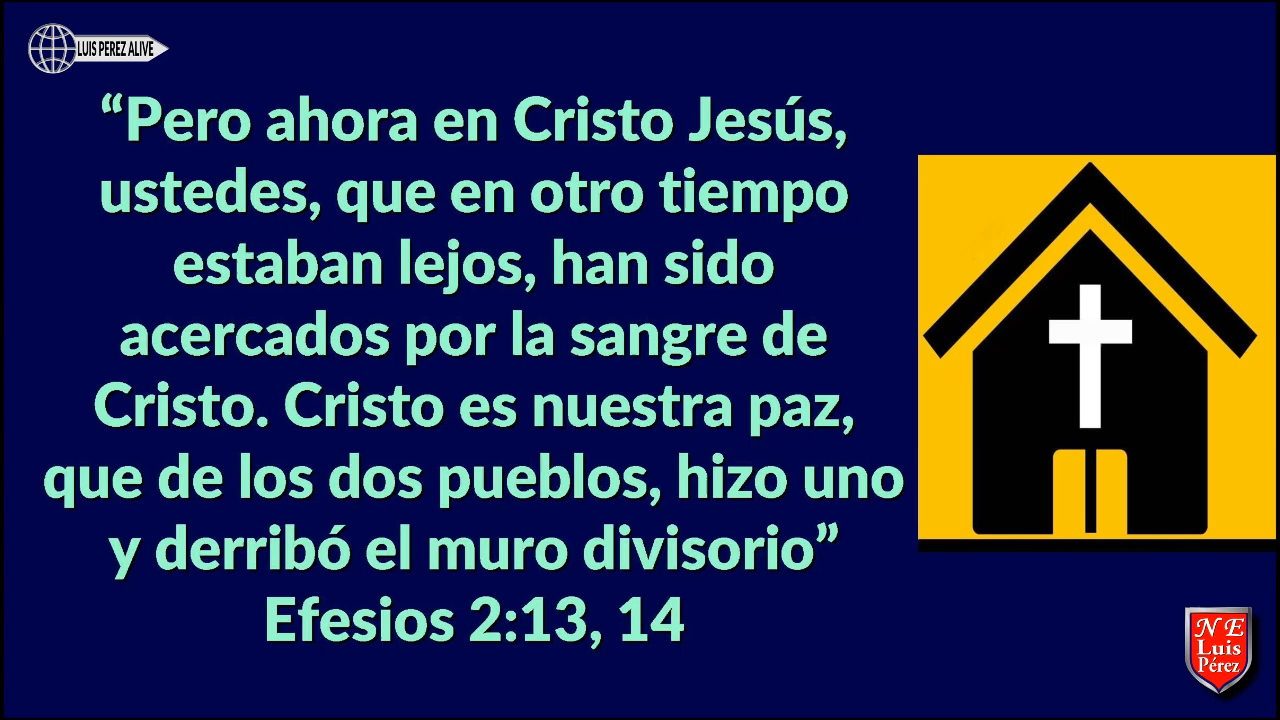 LUIS PEREZ ALIVE
“Pero ahora en Cristo Jesús,
ustedes, que en otro tiempo
estaban lejos, han sido
acercados por la sangre de
Cristo. Cristo es nuestra paz,
que de los dos pueblos, hizo uno
y derribó el muro divisorio”
Efesios 2:13, 14
N E
Luis
Pérez